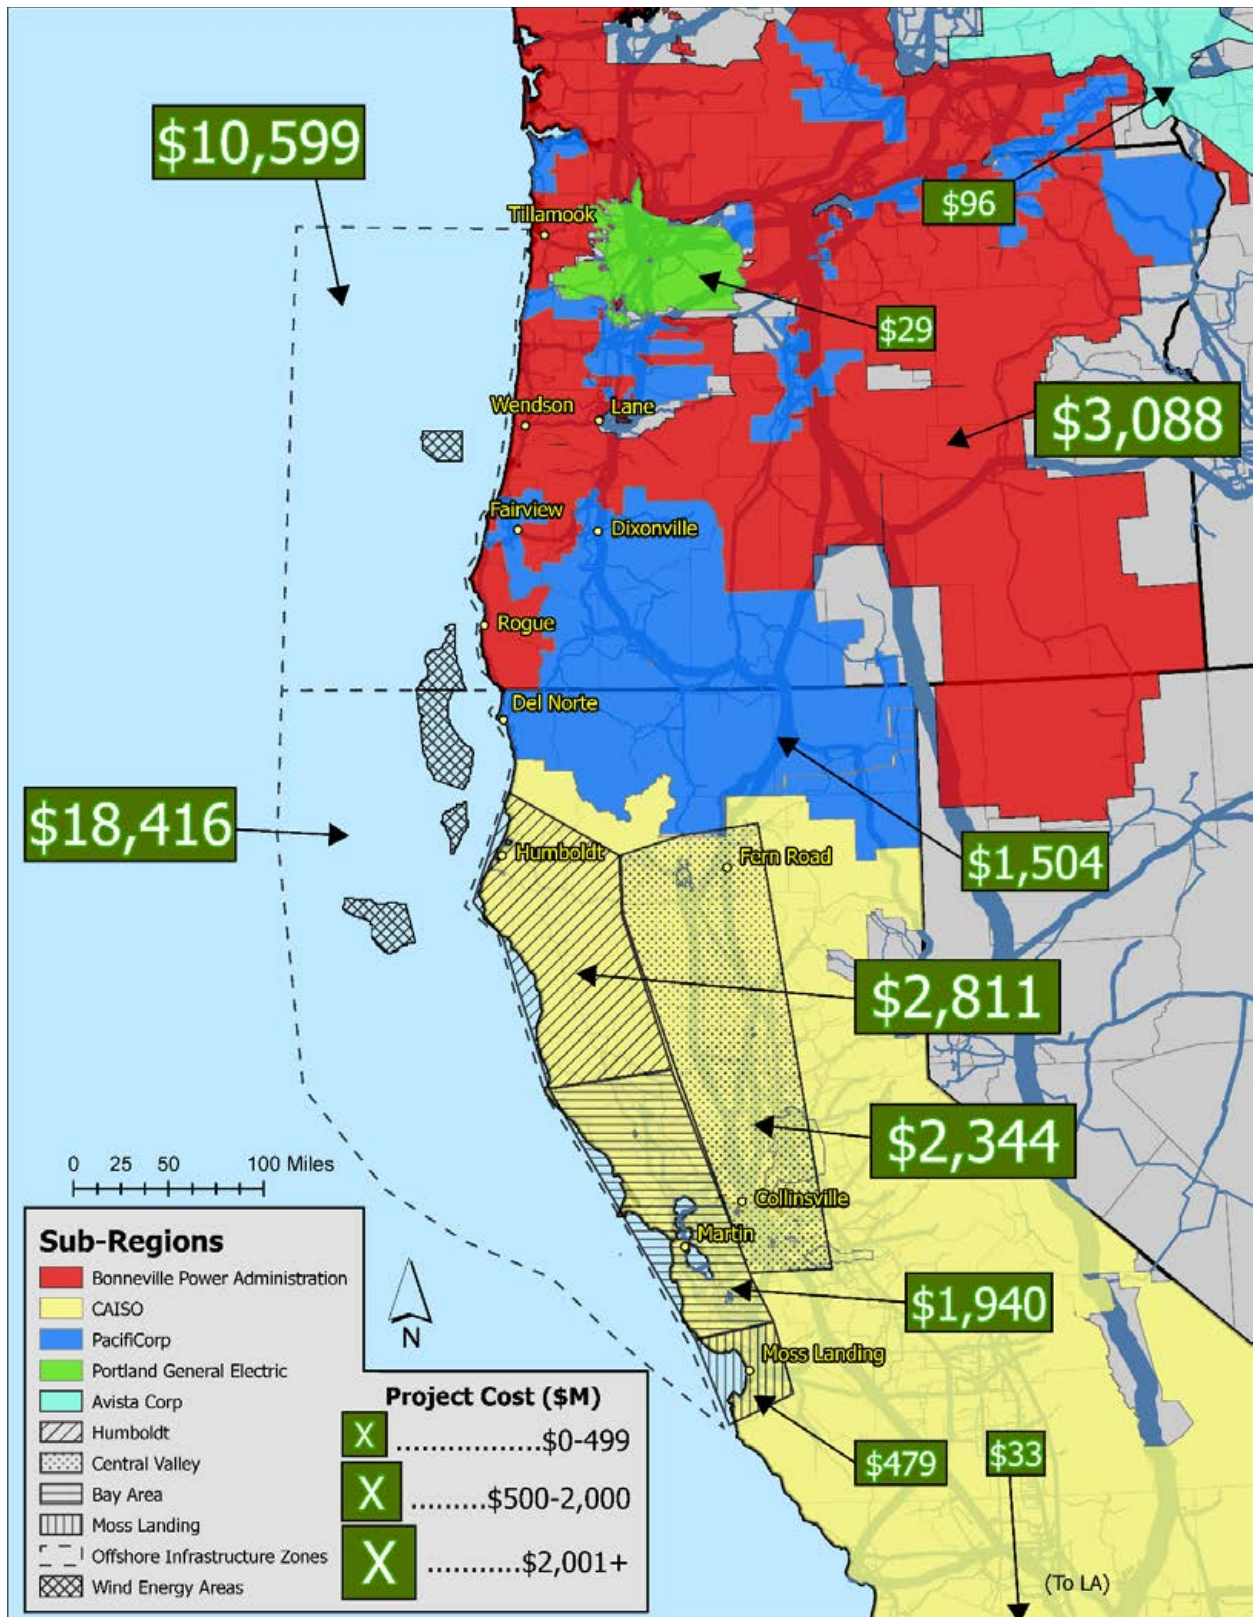 $10,599
$96
Tillamook
$29
$3,088
Wendson
Lane
Fairview
Dixonville
Rogue
Del Norte
$18,416
Humboldt
Fern Road
$1,504
$2,811
$2,344
0 25 50 100 Miles
Collinsville
Martin
N
$1,940
Moss Landing
$479
$33
(To LA)
Sub-Regions
Bonneville Power Administration
CAISO
PacifiCorp
Portland General Electric
Avista Corp
Humboldt
Central Valley
Bay Area
Moss Landing
Offshore Infrastructure Zones
Wind Energy Areas
Project Cost ($M)
X ..................$0-499
X .........$500-2,000
X ...........$2,001+